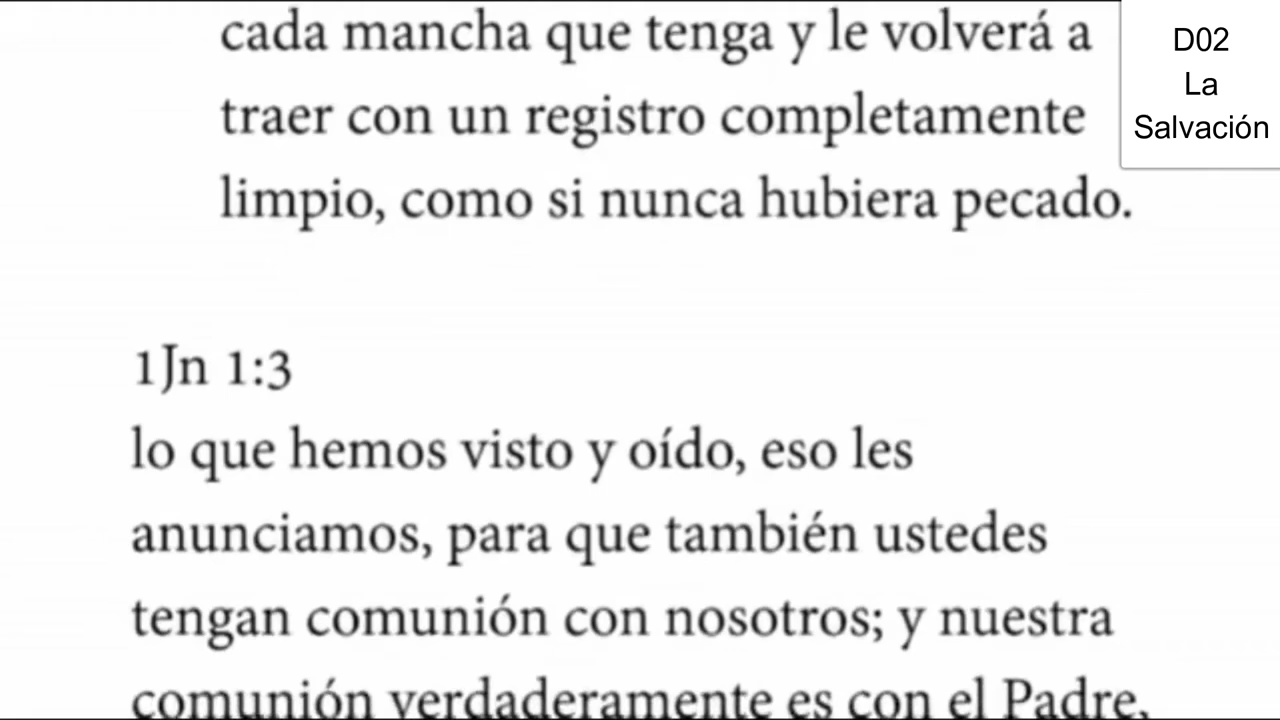 cada mancha que tenga y le volverá a
traer con un registro completamente
limpio, como si nunca hubiera pecado.
D02
La
Salvación
1Jn 1:3
lo que hemos visto y oído, eso les
anunciamos, para que también ustedes
tengan comunión con nosotros; y nuestra
comunión verdaderamente es con el Padre,